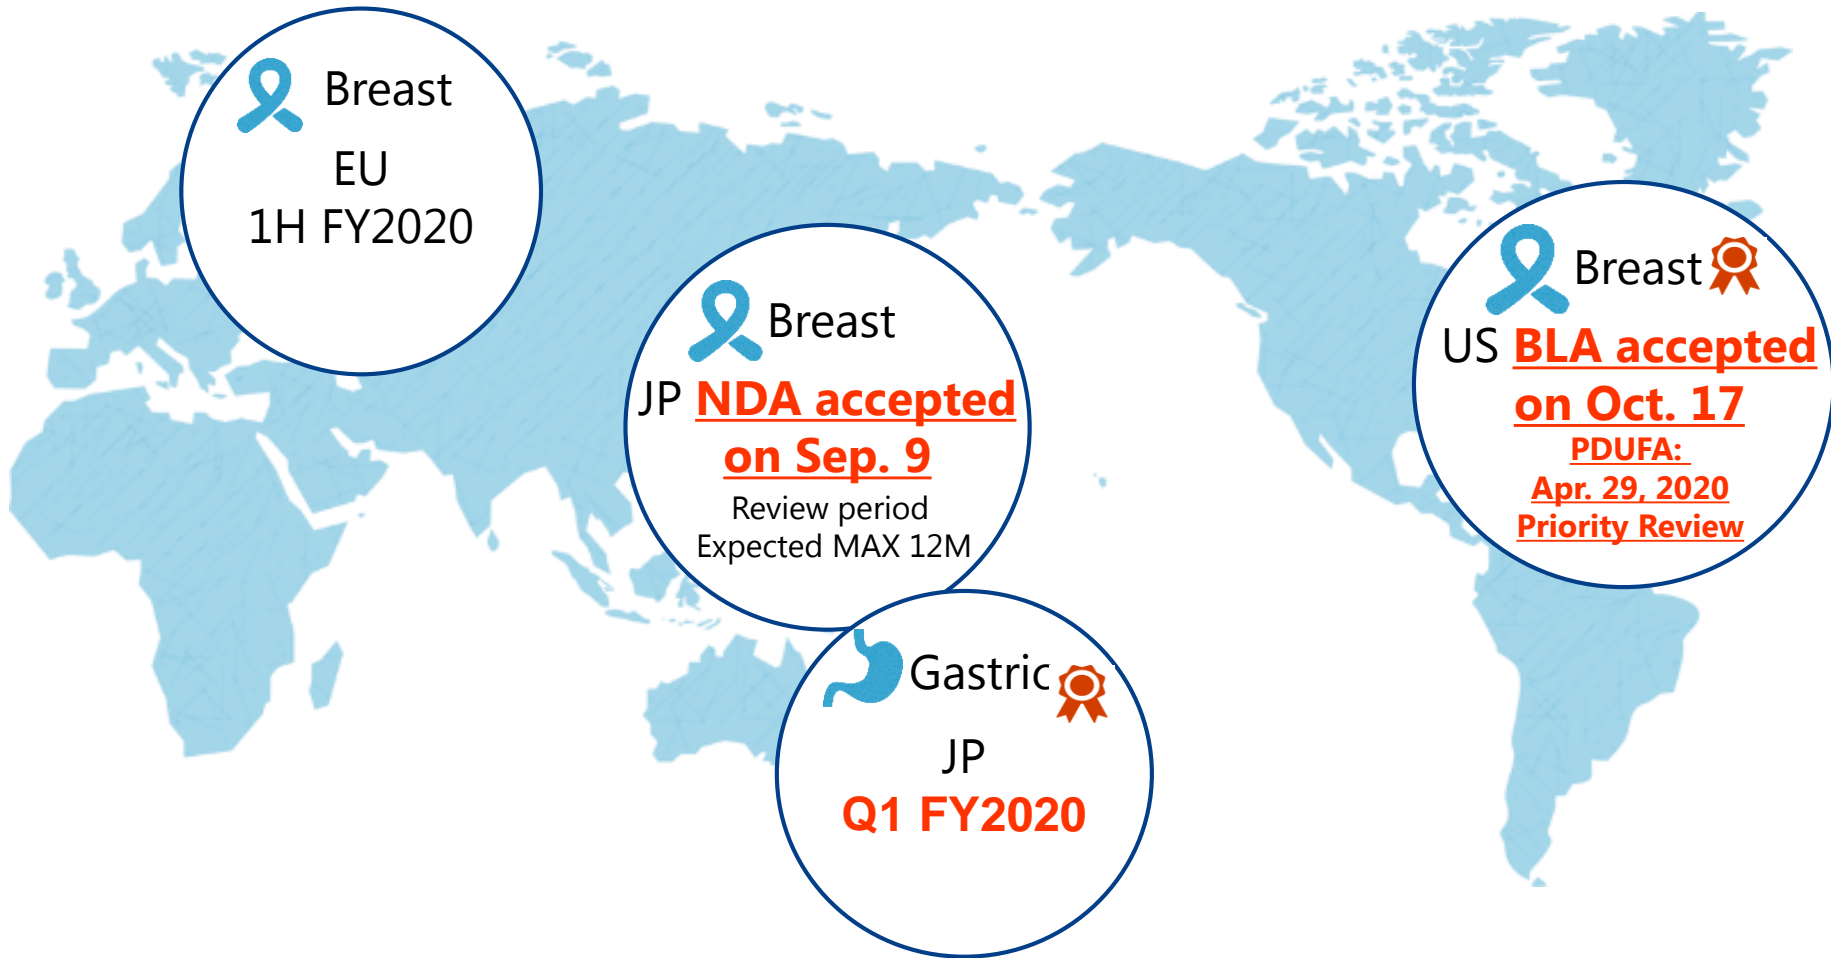 Breast
EU
1H FY2020
Breast
JP NDA accepted
on Sep. 9
Review period
Expected MAX 12M
Gastric
JP
Q1 FY2020
Breast
US BLA accepted
on Oct. 17
PDUFA:
Apr. 29, 2020
Priority Review